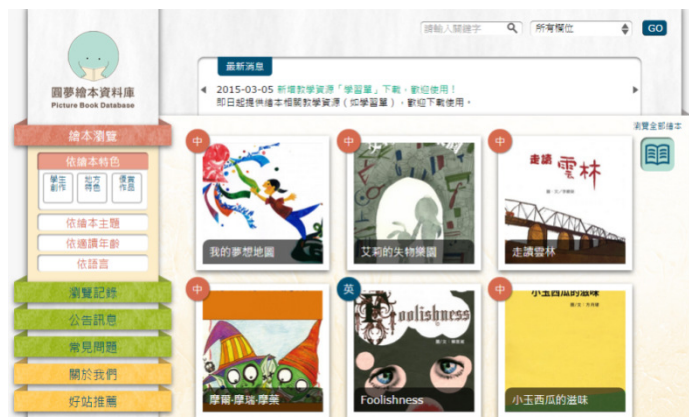 請輸入關鍵字
所有欄位
GO
圓夢繪本資料庫
Picture Book Database
最新消息
2015-03-05 新增教學資源「學習單」下載，歡迎使用！
即日起提供繪本相關教學資源（如學習單），歡迎下載使用。
瀏覽全部繪本
繪本瀏覽
依繪本特色
學生
創作
地方
特色
優質
作品
依繪本主題
依適讀年齡
依語言
瀏覽記錄
公告訊息
常見問題
關於我們
好站推薦
中
我的夢想地圖
中
艾莉的失物樂園
中
走讀 雲林
走讀雲林
中
摩爾·摩瑞·摩菜
英
Foolishness
Foolishness
中
小玉西瓜的滋味
小玉西瓜的滋味